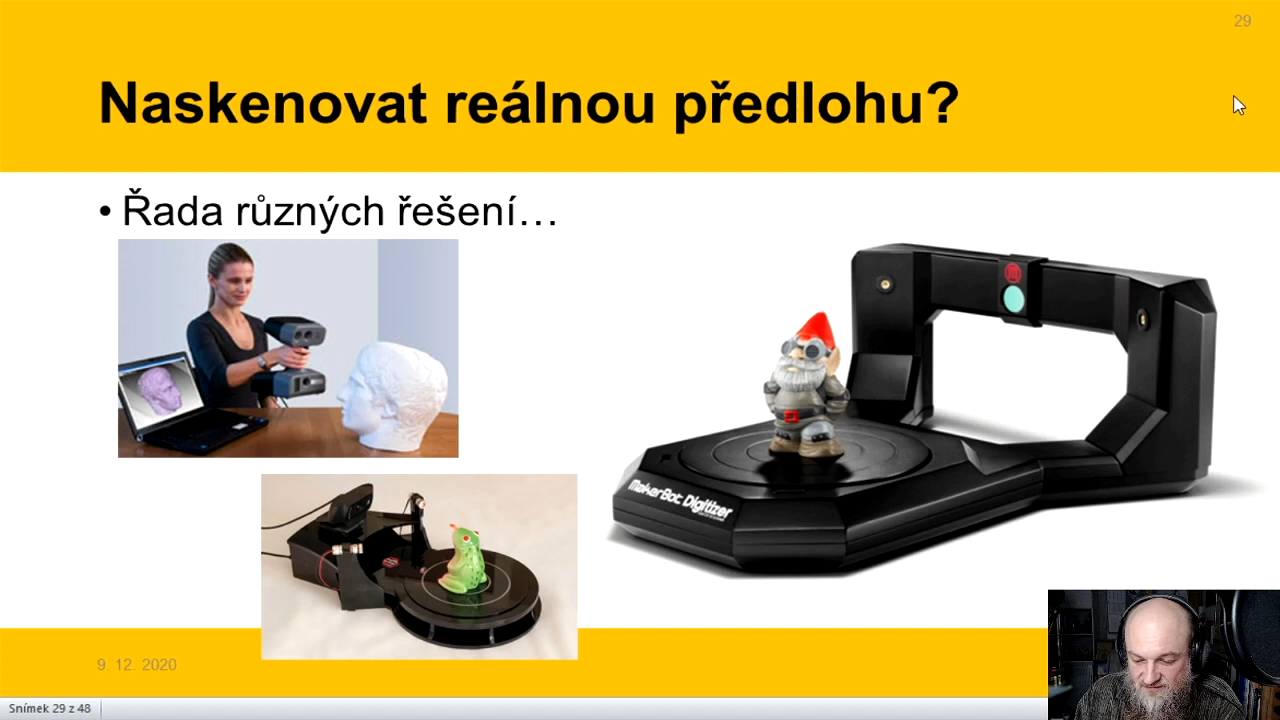 29
Naskenovat reálnou předlohu?
• Řada různých řešení…
MakerBot Digitizer
9. 12. 2020
Snímek 29 z 48